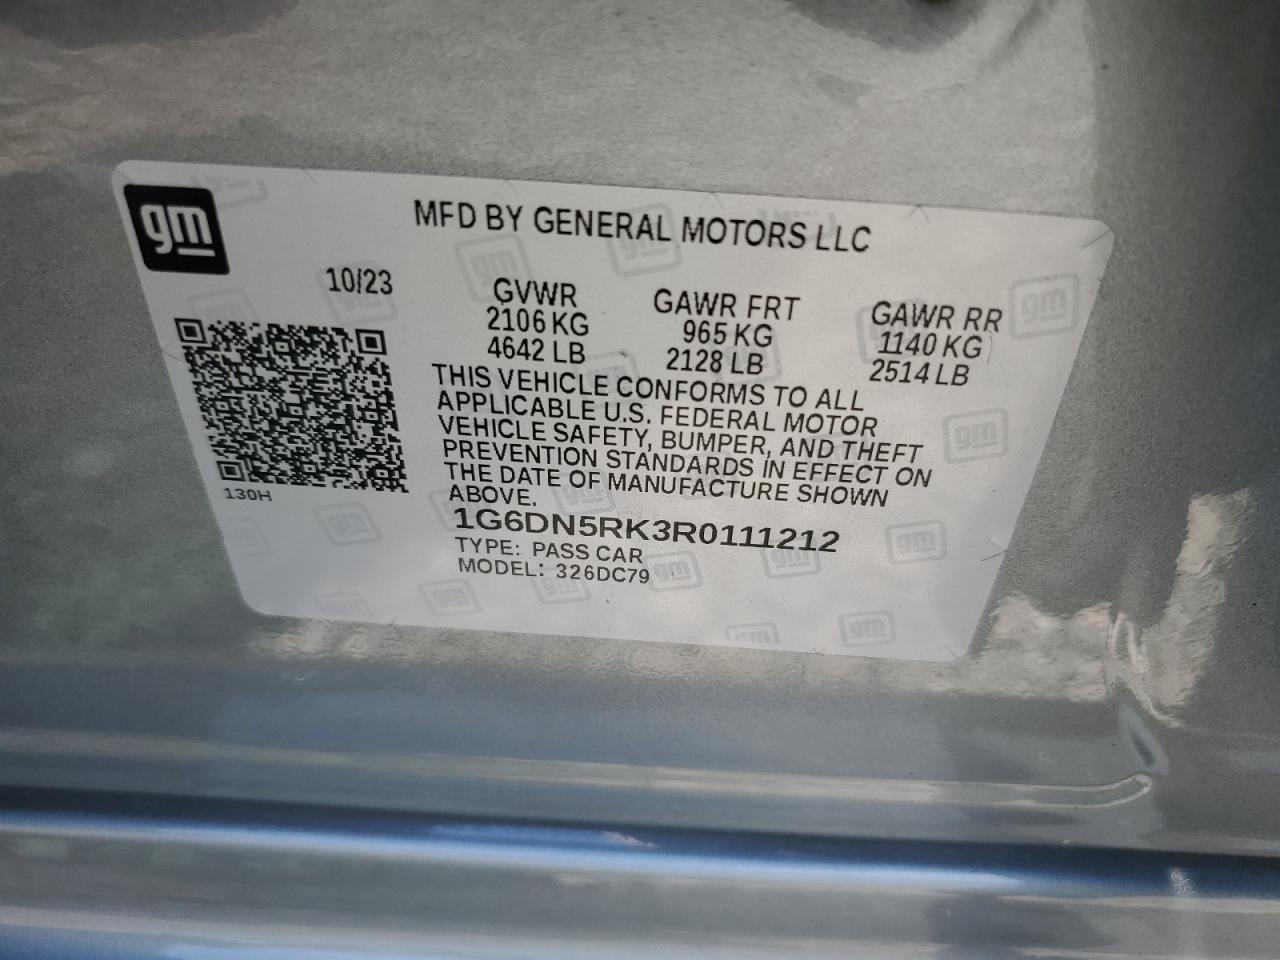 gm
MFD BY GENERAL MOTORS LLC
10/23
GVWR GAWR FRT GAWR RR
2106 KG 965 KG 1140 KG
4642 LB 2128 LB 2514 LB
THIS VEHICLE CONFORMS TO ALL
APPLICABLE U.S. FEDERAL MOTOR
VEHICLE SAFETY, BUMPER, AND THEFT
PREVENTION STANDARDS IN EFFECT ON
THE DATE OF MANUFACTURE SHOWN
ABOVE.
130H
1G6DN5RK3R0111212
TYPE: PASS CAR
MODEL: 326DC79